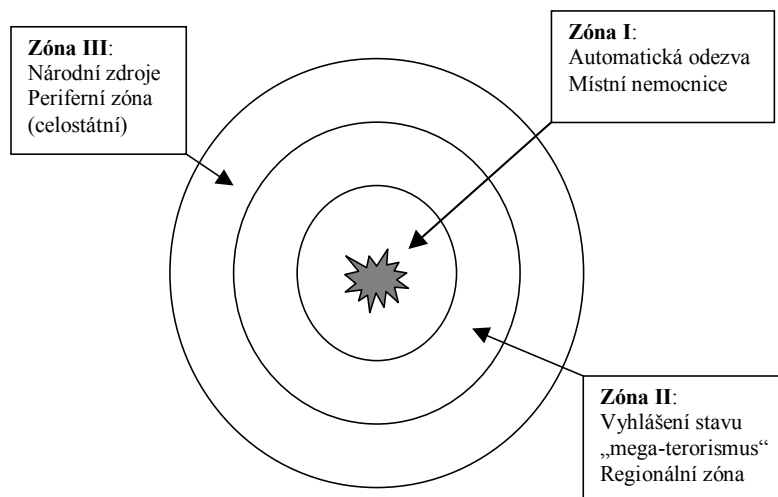 Zóna III:
Národní zdroje
Periferní zóna
(celostátní)
Zóna I:
Automatická odezva
Místní nemocnice
Zóna II:
Vyhlášení stavu
„mega-terorismus“
Regionální zóna